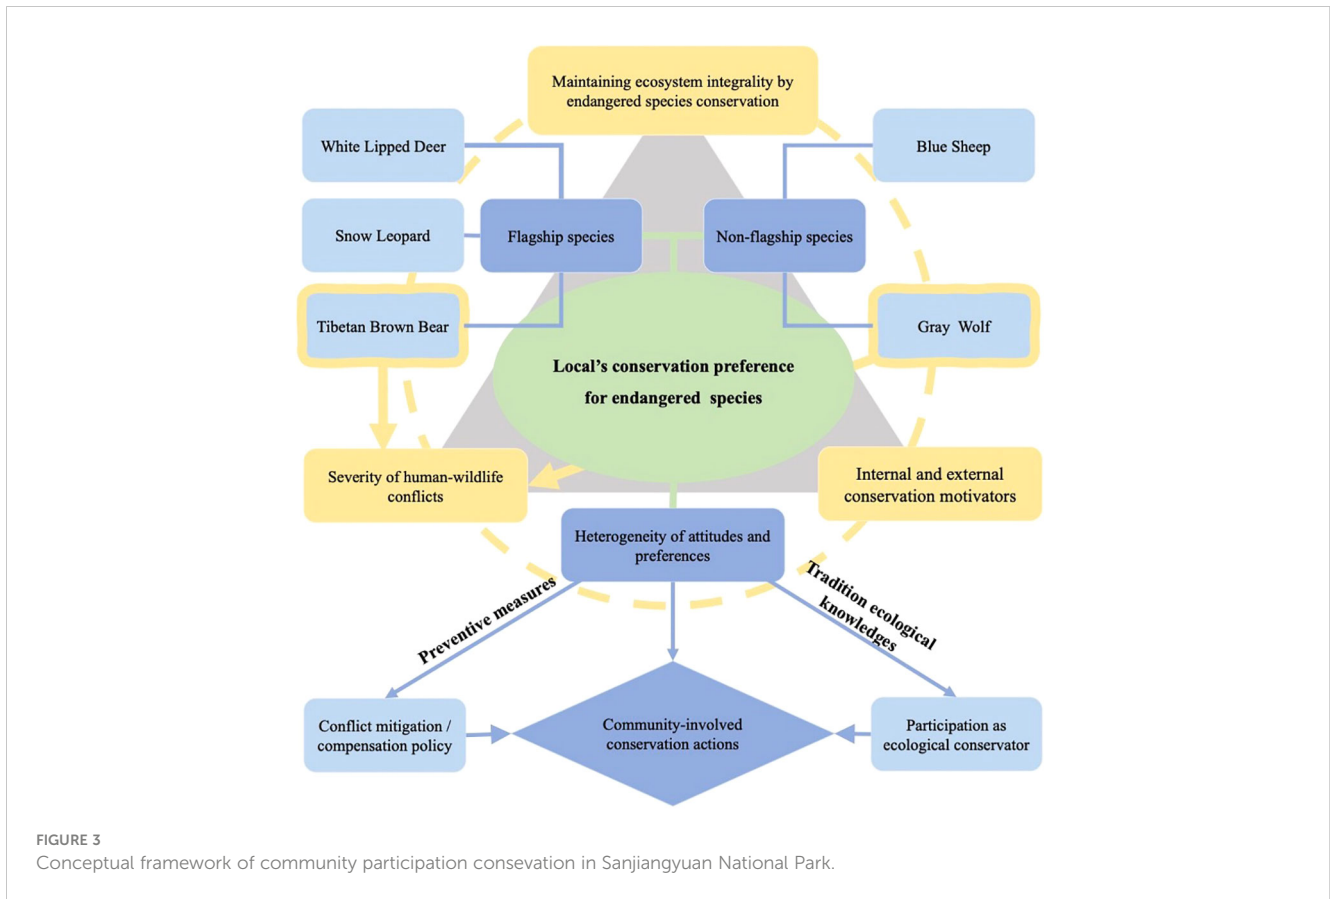 Maintaining ecosystem integrality by
endangered species conservation
White Lipped Deer
Blue Sheep
Snow Leopard
Flagship species
Non-flagship species
Tibetan Brown Bear
Gray Wolf
Local’s conservation preference
for endangered species
Severity of human-wildlife
conflicts
Internal and external
conservation motivators
Heterogeneity of attitudes and
preferences
Preventive measures
Tradition ecological
knowledges
Conflict mitigation /
compensation policy
Community-involved
conservation actions
Participation as
ecological conservator
FIGURE 3
Conceptual framework of community participation consevation in Sanjiangyuan National Park.